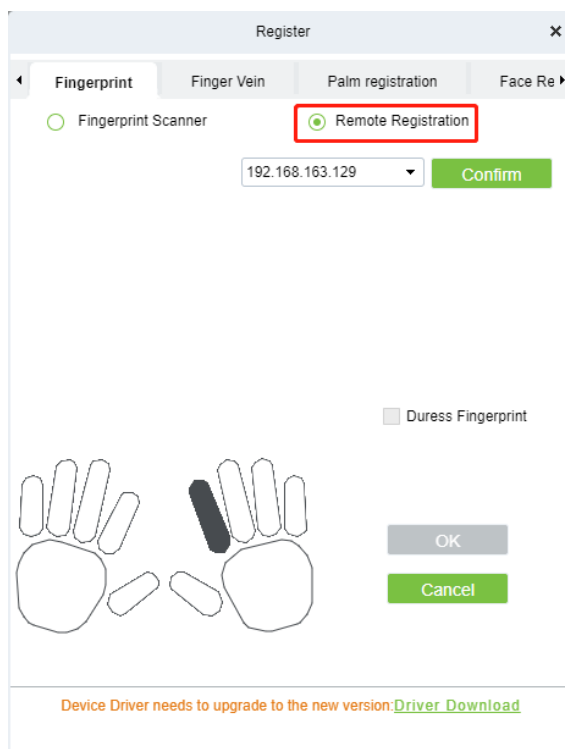 Register
Fingerprint Finger Vein Palm registration Face Re
Fingerprint Scanner Remote Registration
192.168.163.129 Confirm
Duress Fingerprint
OK
Cancel
Device Driver needs to upgrade to the new version:Driver Download